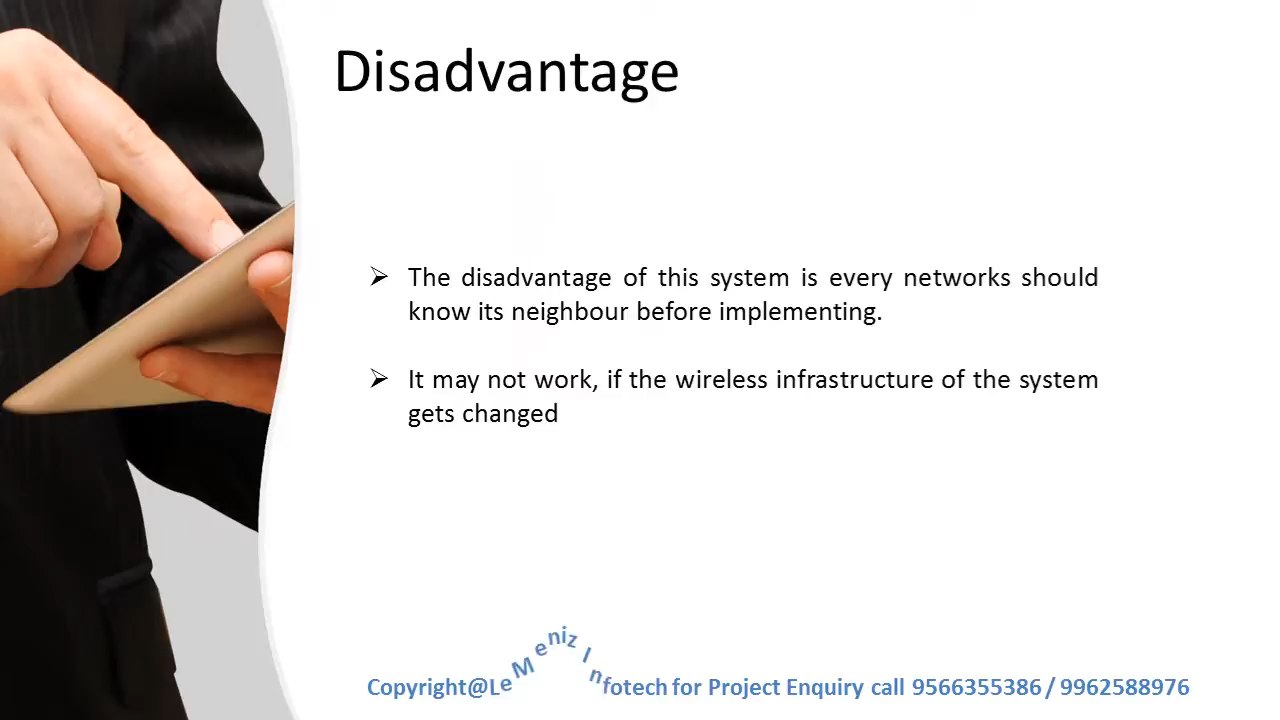 Disadvantage
➢ The disadvantage of this system is every networks should
know its neighbour before implementing.
➢ It may not work, if the wireless infrastructure of the system
gets changed
Copyright@LeMeniz Infotech for Project Enquiry call 9566355386 / 9962588976